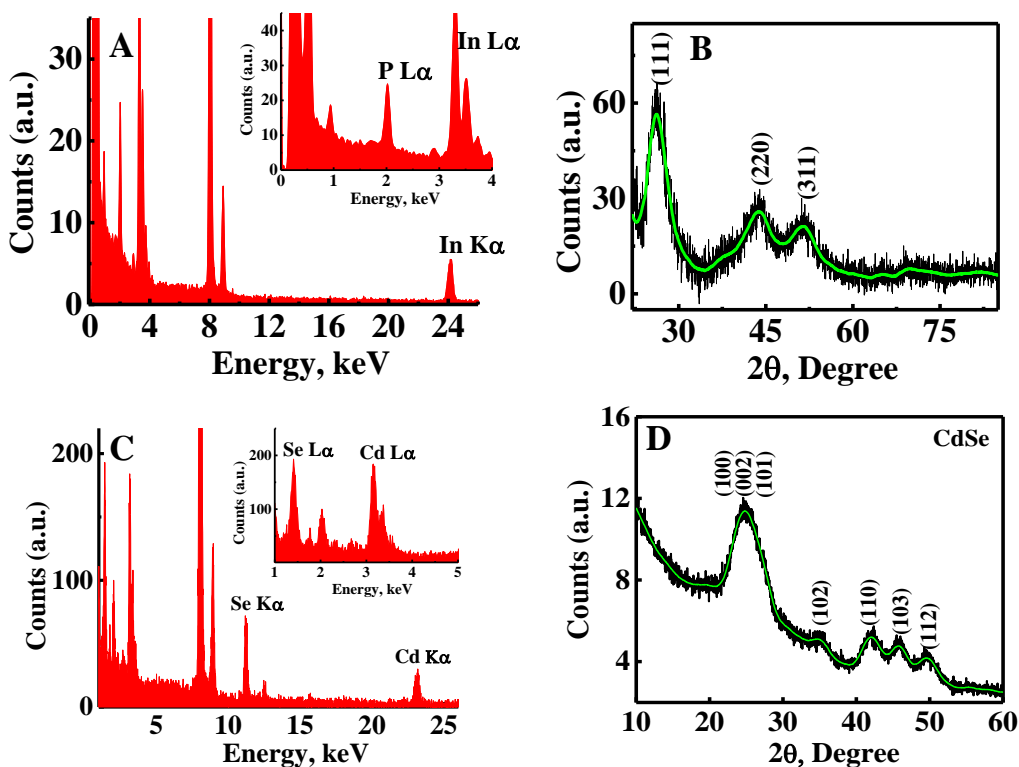 A
Counts (a.u.)
30
20
10
0
0 4 8 12 16 20 24
Energy, keV
In Kα
Counts (a.u.)
40
30
20
10
0
0 1 2 3 4
Energy, keV
P Lα
In Lα
B
Counts (a.u.)
60
30
0
30 45 60 75
2θ, Degree
(111)
(220)
(311)
C
Counts (a.u.)
200
100
0
5 10 15 20 25
Energy, keV
Se Kα
Cd Kα
Counts (a.u.)
200
100
1 2 3 4 5
Energy, keV
Se Lα
Cd Lα
D
CdSe
Counts (a.u.)
16
12
8
4
10 20 30 40 50 60
2θ, Degree
(100)
(002)
(101)
(102)
(110)
(103)
(112)